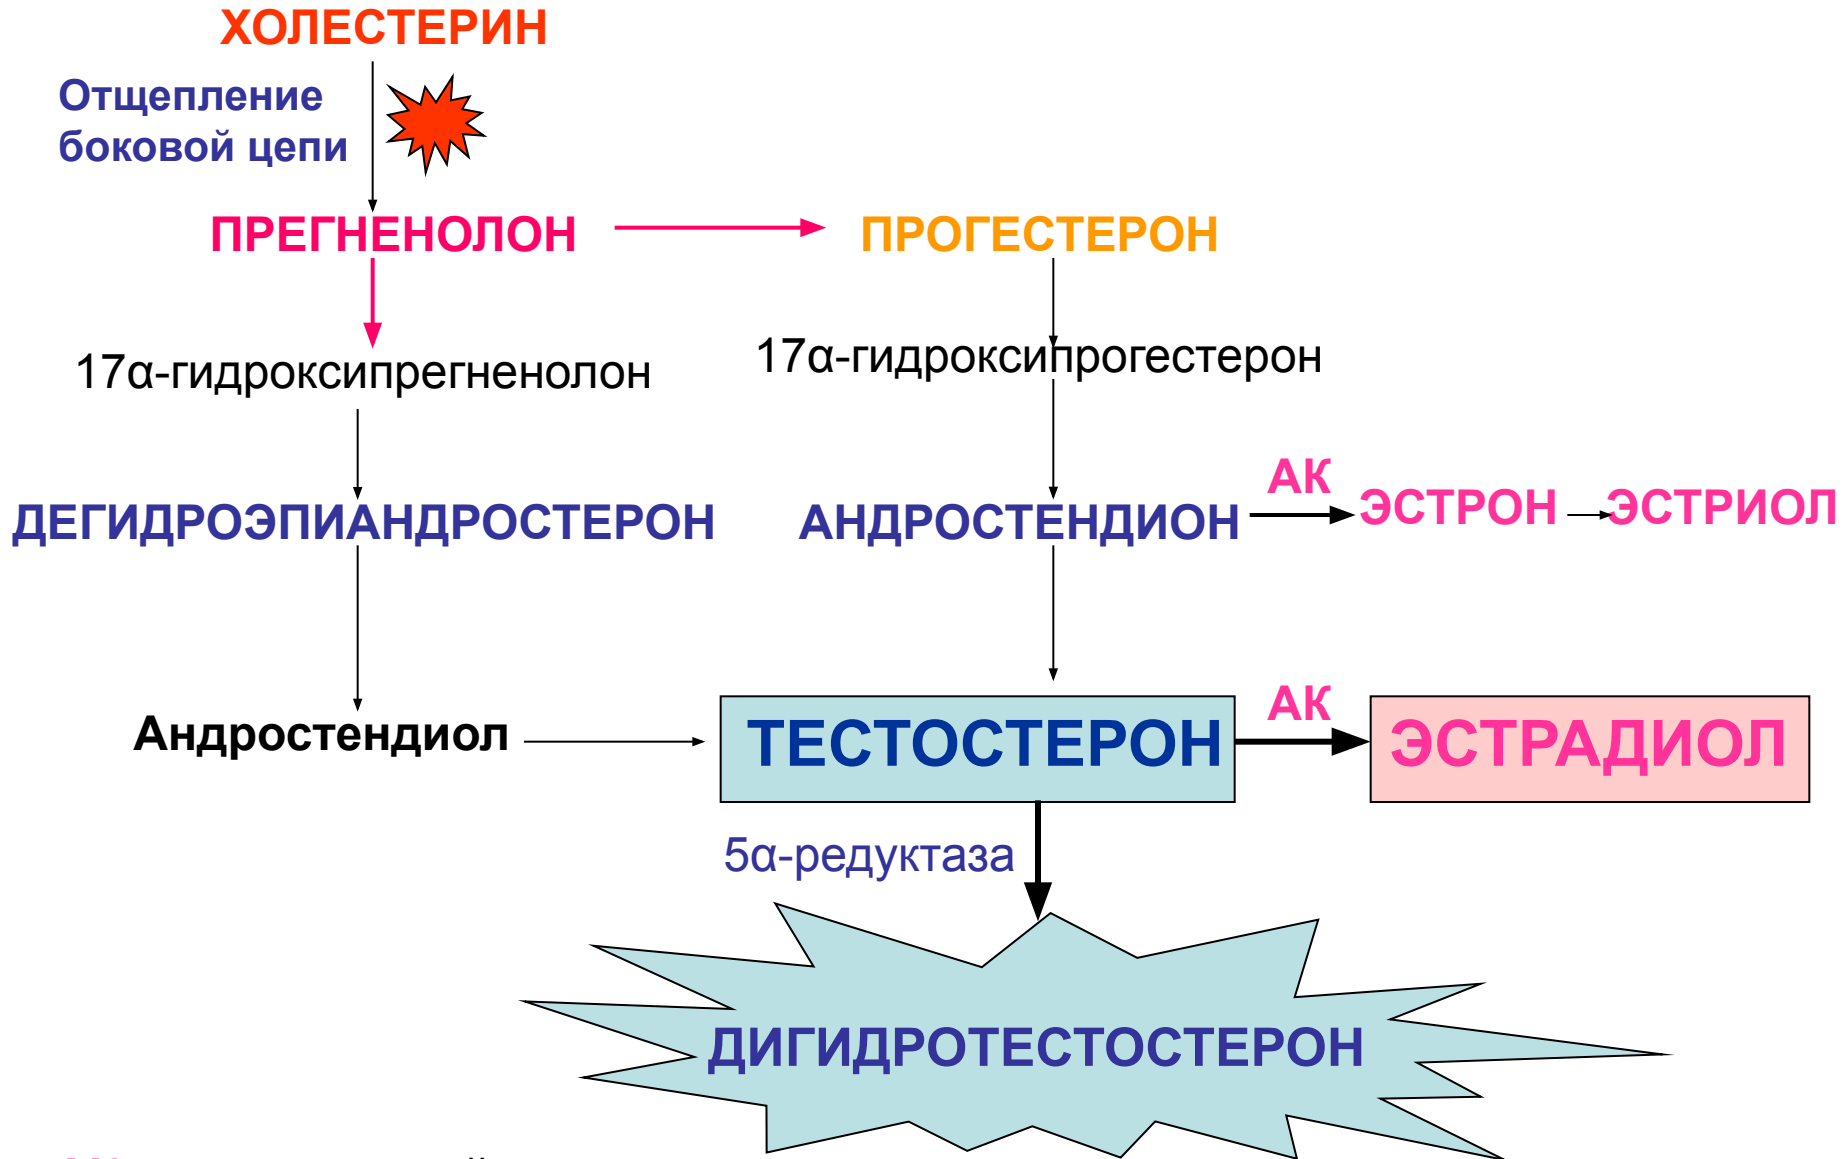 ХОЛЕСТЕРИН
Отщепление
боковой цепи
ПРЕГНЕНОЛОН
ПРОГЕСТЕРОН
17α-гидроксипрегненолон
17α-гидроксипрогестерон
ДЕГИДРОЭПИАНДРОСТЕРОН
АНДРОСТЕНДИОН
АК
ЭСТРОН
ЭСТРИОЛ
Андростендиол
ТЕСТОСТЕРОН
АК
ЭСТРАДИОЛ
5α-редуктаза
ДИГИДРОТЕСТОСТЕРОН